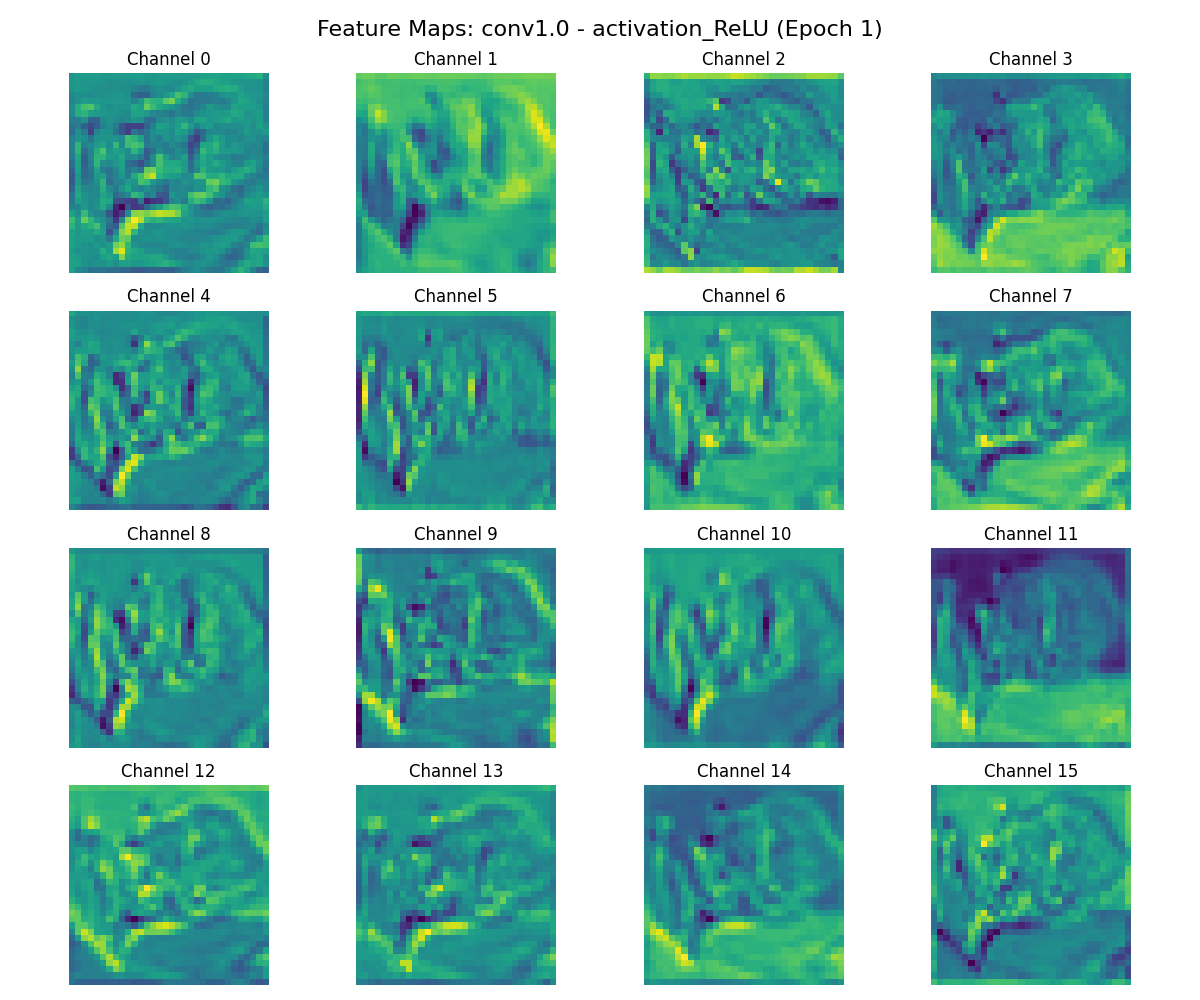 Feature Maps: conv1.0 - activation_ReLU (Epoch 1)
Channel 0
Channel 1
Channel 2
Channel 3
Channel 4
Channel 5
Channel 6
Channel 7
Channel 8
Channel 9
Channel 10
Channel 11
Channel 12
Channel 13
Channel 14
Channel 15